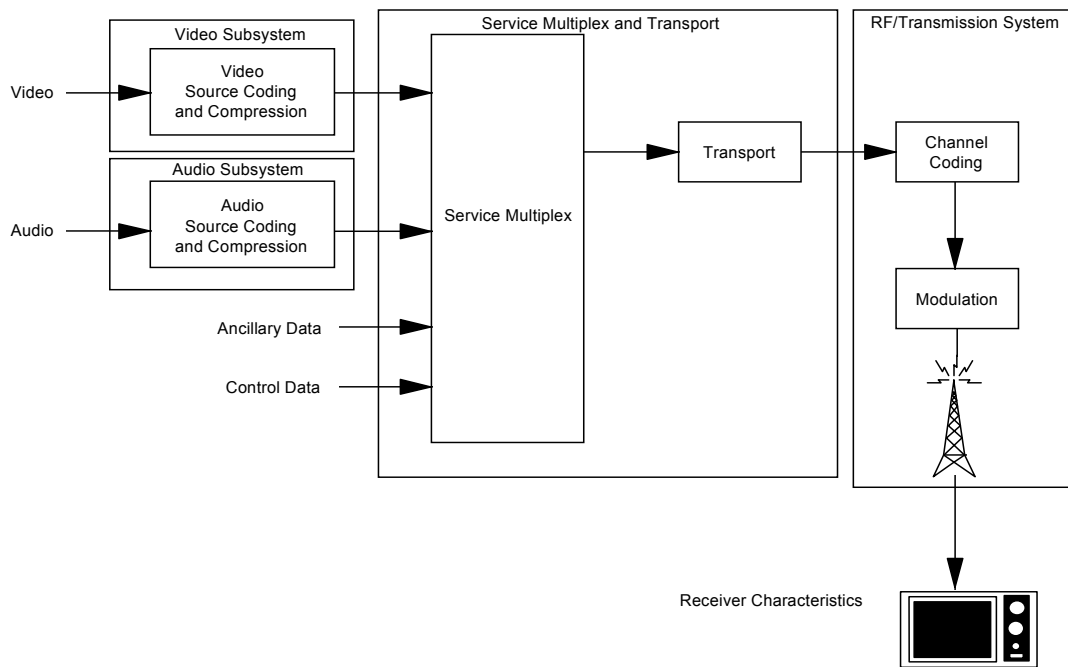 Video Subsystem
Service Multiplex and Transport
RF/Transmission System
Video
Video
Source Coding
and Compression
Audio Subsystem
Audio
Audio
Source Coding
and Compression
Service Multiplex
Transport
Channel
Coding
Modulation
Ancillary Data
Control Data
Receiver Characteristics